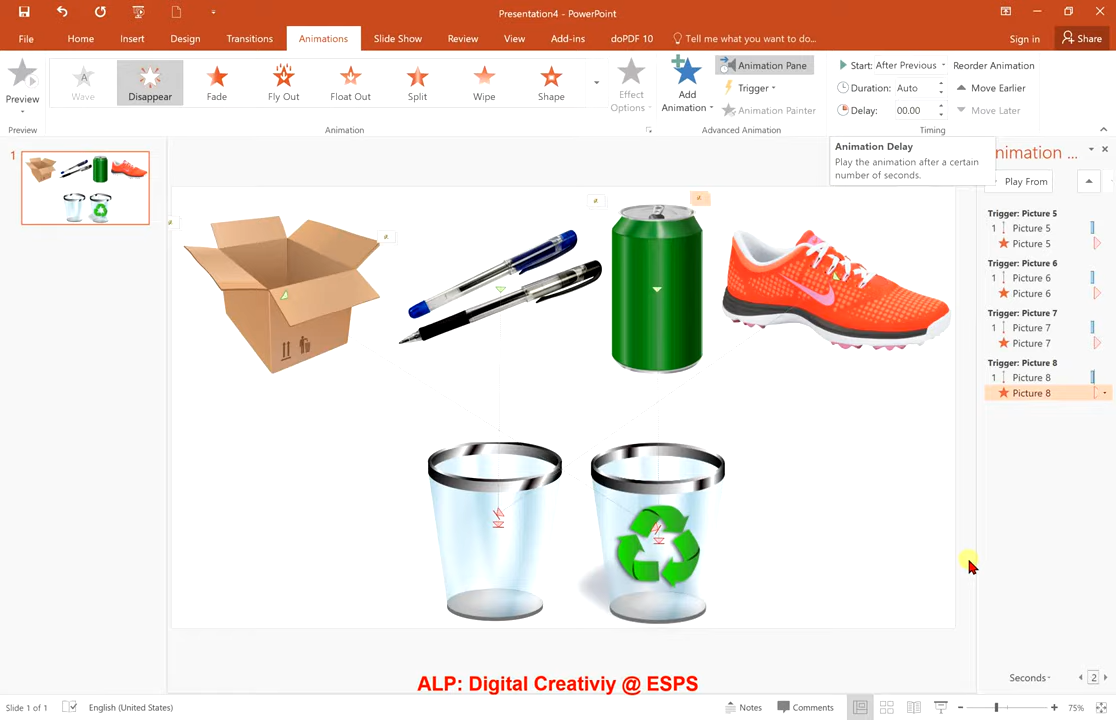 Presentation4 - PowerPoint
File Home Insert Design Transitions Animations Slide Show Review View Add-ins doPDF 10 Tell me what you want to do... Sign in Share
Preview
Preview
Wave Disappear Fade Fly Out Float Out Split Wipe Shape
Animation
Effect
Options
Add
Animation
Animation Pane
Trigger
Animation Painter
Advanced Animation
Start: After Previous
Duration: Auto
Delay: 00.00
Reorder Animation
Move Earlier
Move Later
Timing
Animation Delay
Play the animation after a certain
number of seconds.
nimation ...
Play From
Trigger: Picture 5
1 Picture 5
Picture 5
Trigger: Picture 6
1 Picture 6
Picture 6
Trigger: Picture 7
1 Picture 7
Picture 7
Trigger: Picture 8
1 Picture 8
Picture 8
Seconds 2
1
ALP: Digital Creativiy @ ESPS
Slide 1 of 1 English (United States) Notes Comments 75%